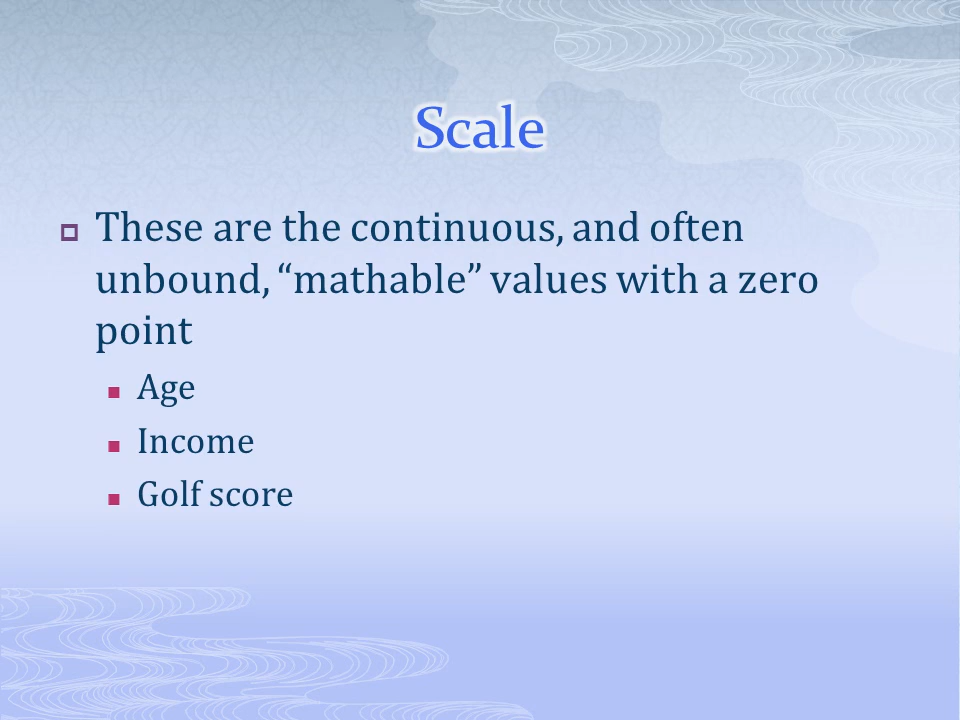 Scale
These are the continuous, and often
unbound, “mathable” values with a zero
point
Age
Income
Golf score